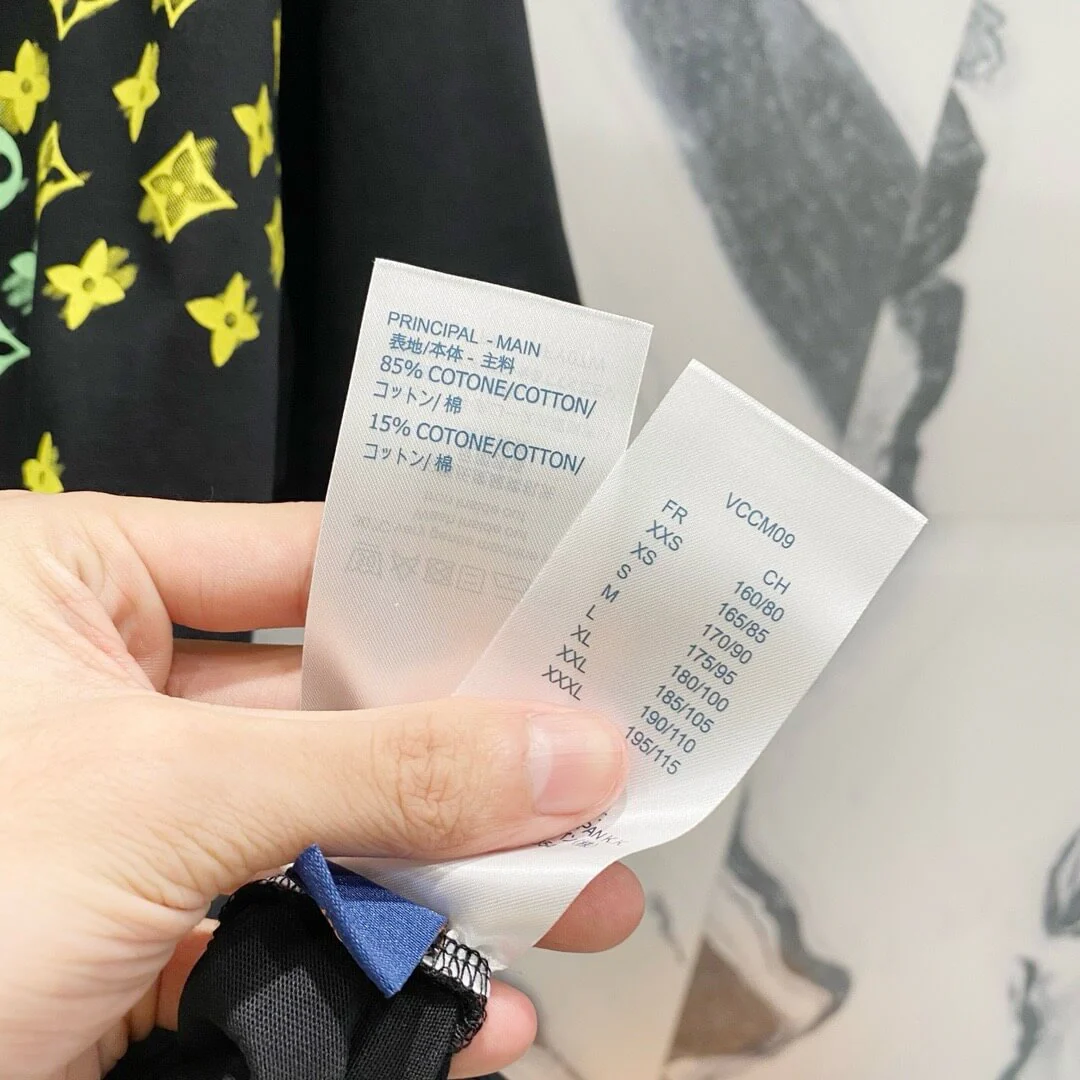 PRINCIPAL - MAIN
表地/本体 - 主料
85% COTONE/COTTON/
コットン/ 棉
15% COTONE/COTTON/
コットン/ 棉
VCCM09
FR CH
XXS 160/80
XS 165/85
S 170/90
M 175/95
L 180/100
XL 185/105
XXL 190/110
XXXL 195/115